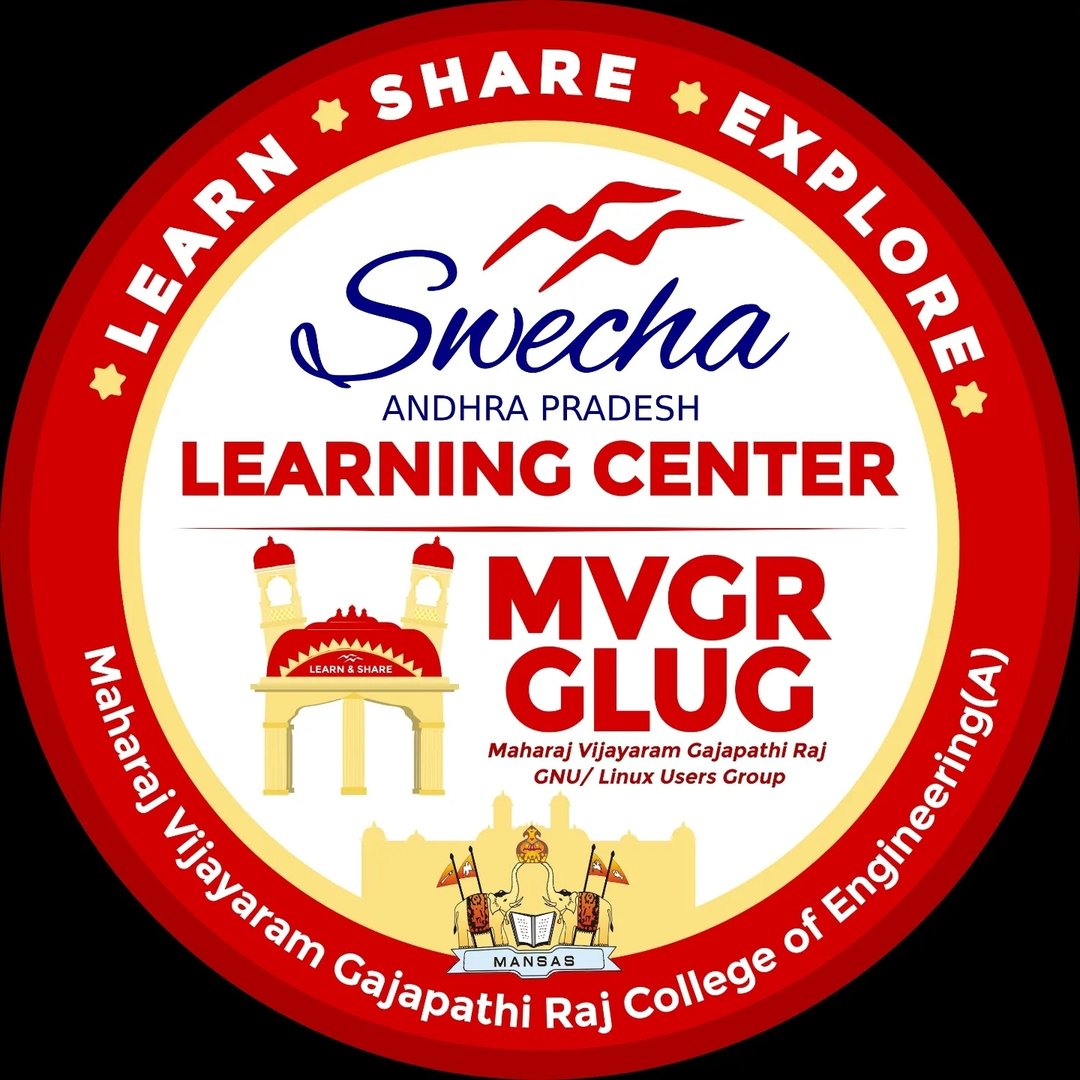 LEARN SHARE EXPLORE
Swecha
ANDHRA PRADESH
LEARNING CENTER
MVGR
GLUG
LEARN & SHARE
Maharaj Vijayaram Gajapathi Raj
GNU/ Linux Users Group
MANSAS
Maharaj Vijayaram Gajapathi Raj College of Engineering(A)